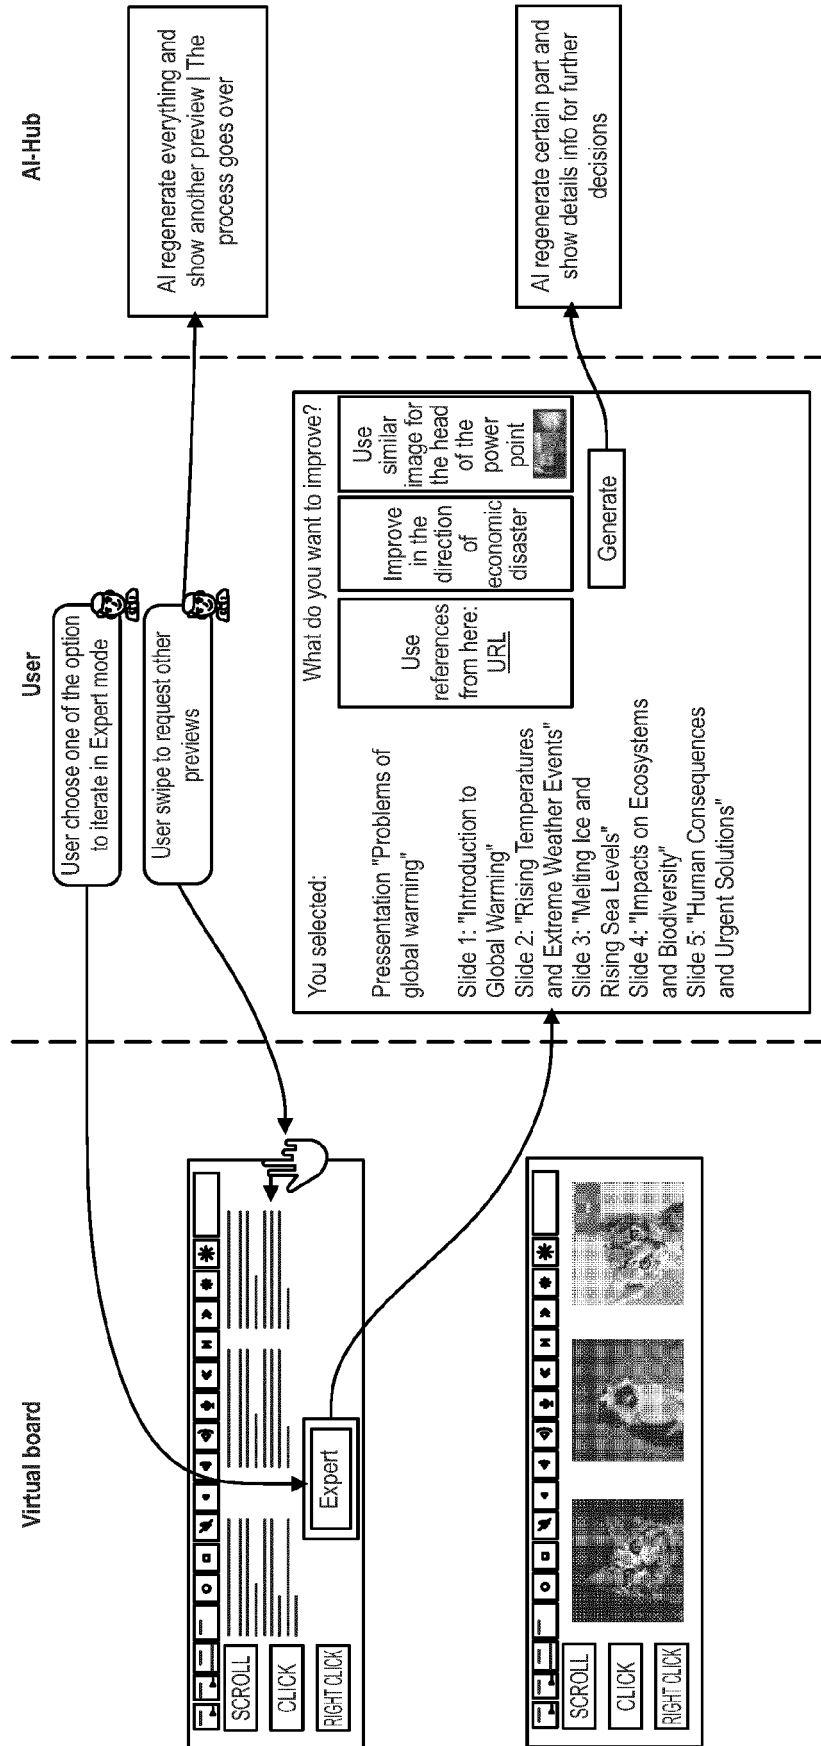 Virtual board
User
AI-Hub
User choose one of the option
to iterate in Expert mode
User swipe to request other
previews
AI regenerate everything and
show another preview | The
process goes over
SCROLL
CLICK
RIGHT CLICK
Expert
You selected:
Pressentation "Problems of
global warming"
Slide 1: "Introduction to
Global Warming"
Slide 2: "Rising Temperatures
and Extreme Weather Events"
Slide 3: "Melting Ice and
Rising Sea Levels"
Slide 4: "Impacts on Ecosystems
and Biodiversity"
Slide 5: "Human Consequences
and Urgent Solutions"
What do you want to improve?
Use
references
from here:
URL
Improve
in the
direction
of
economic
disaster
Use
similar
image for
the head
of the
power
point
Generate
AI regenerate certain part and
show details info for further
decisions
SCROLL
CLICK
RIGHT CLICK